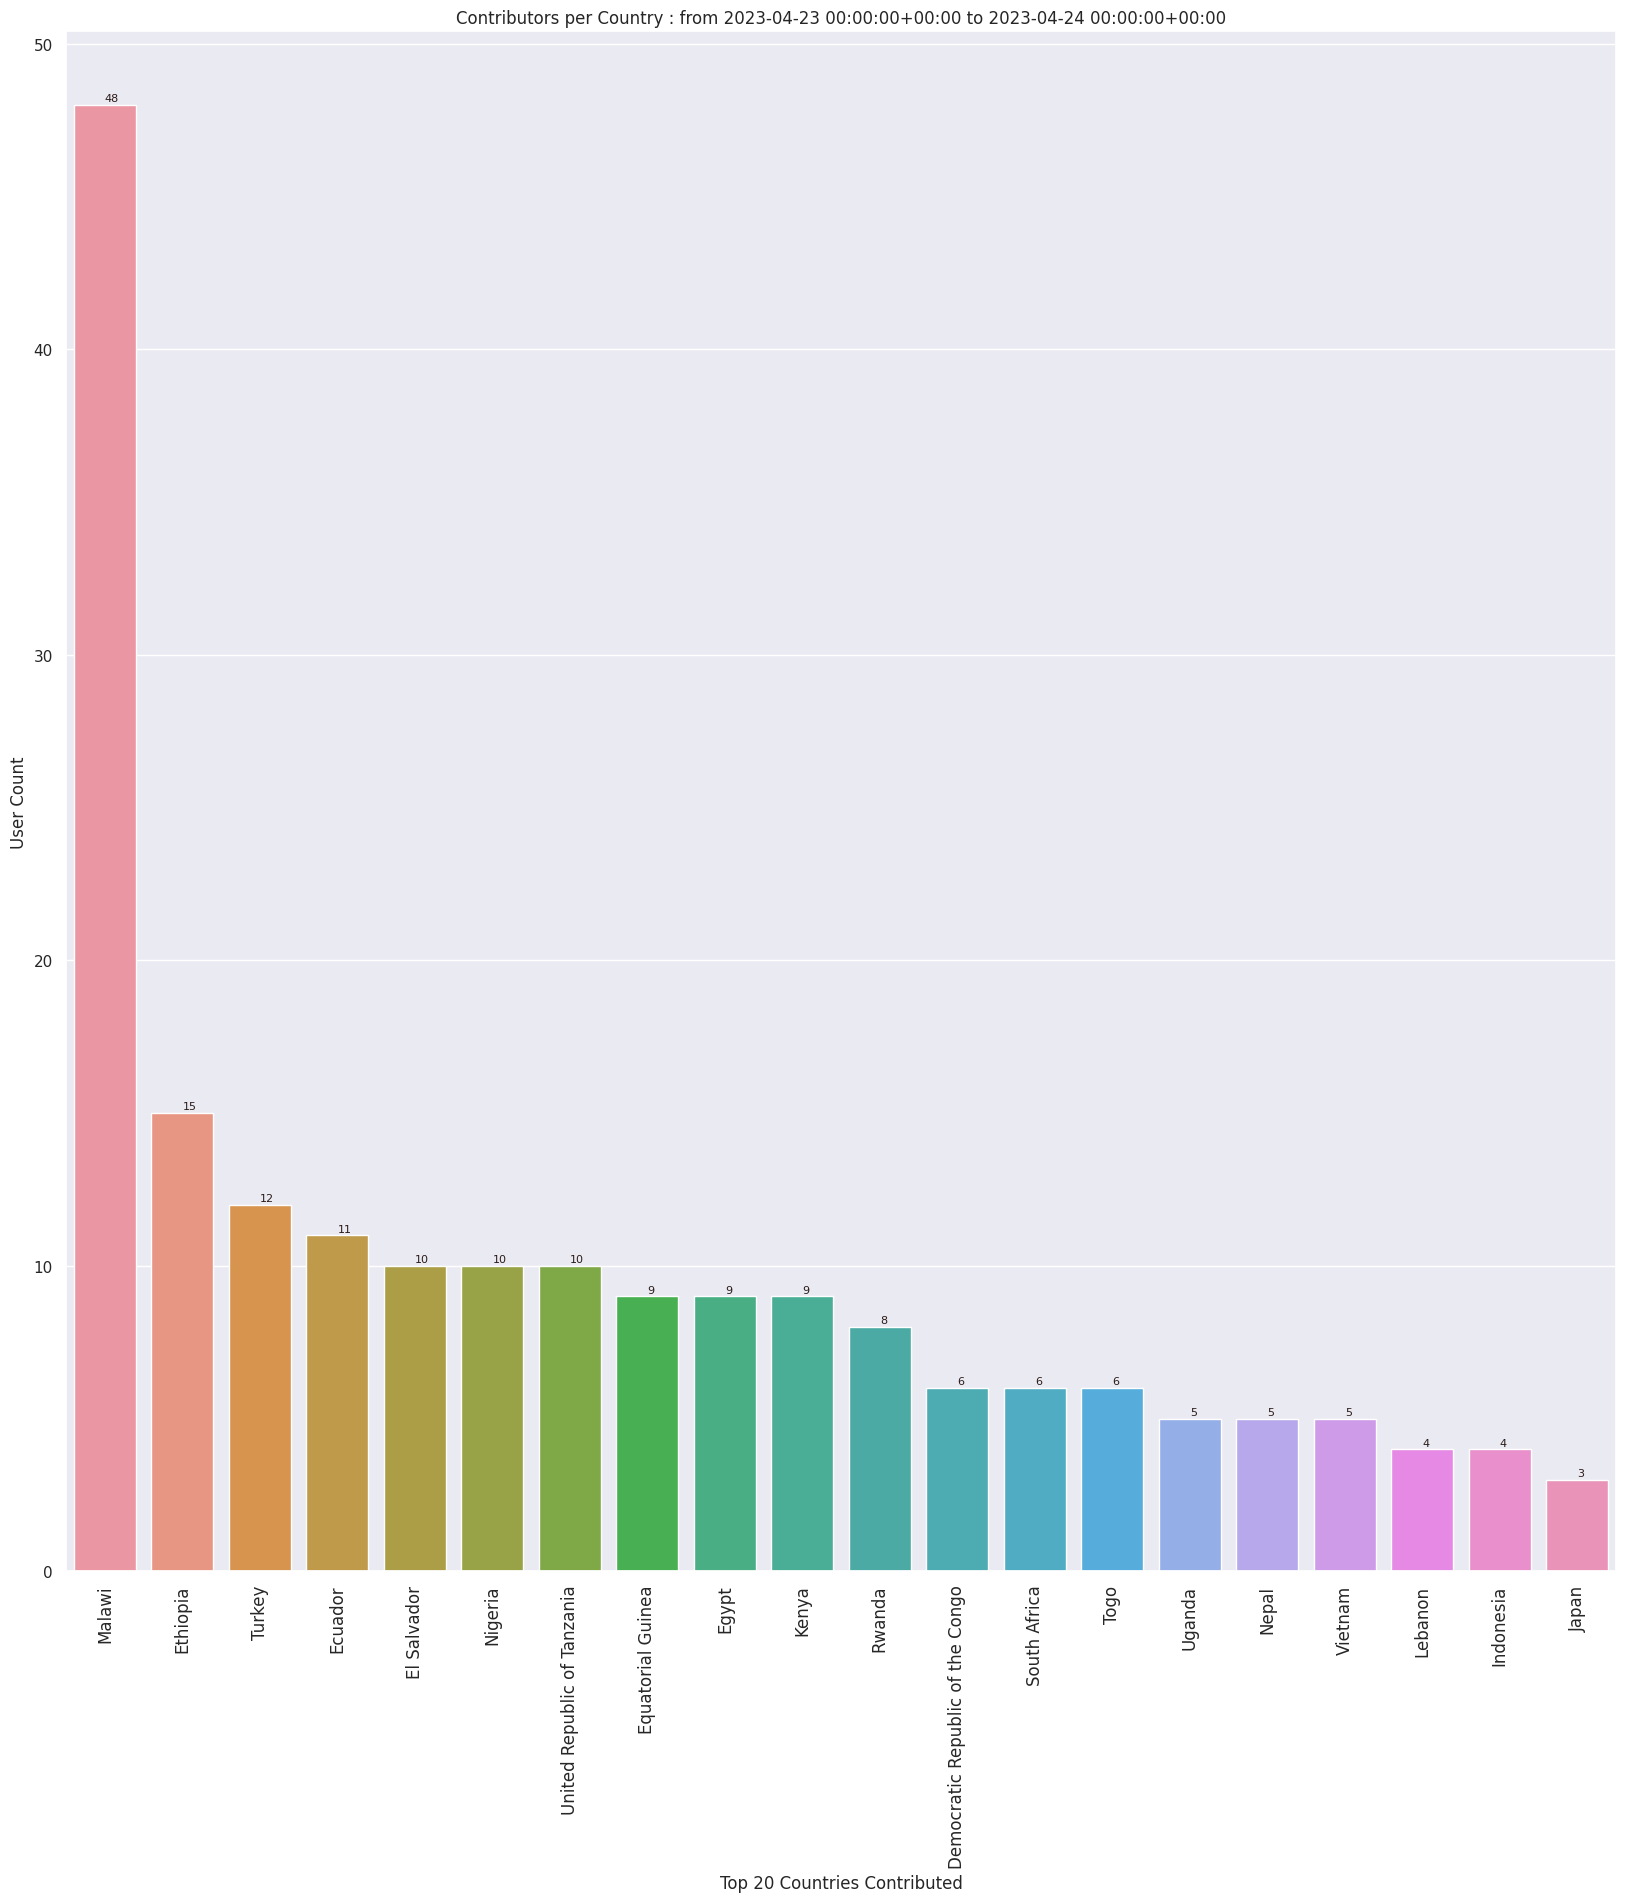 Contributors per Country : from 2023-04-23 00:00:00+00:00 to 2023-04-24 00:00:00+00:00
User Count
50
40
30
20
10
0
48
15
12
11
10
10
10
9
9
9
8
6
6
6
5
5
5
4
4
3
Malawi
Ethiopia
Turkey
Ecuador
El Salvador
Nigeria
United Republic of Tanzania
Equatorial Guinea
Egypt
Kenya
Rwanda
Democratic Republic of the Congo
South Africa
Togo
Uganda
Nepal
Vietnam
Lebanon
Indonesia
Japan
Top 20 Countries Contributed